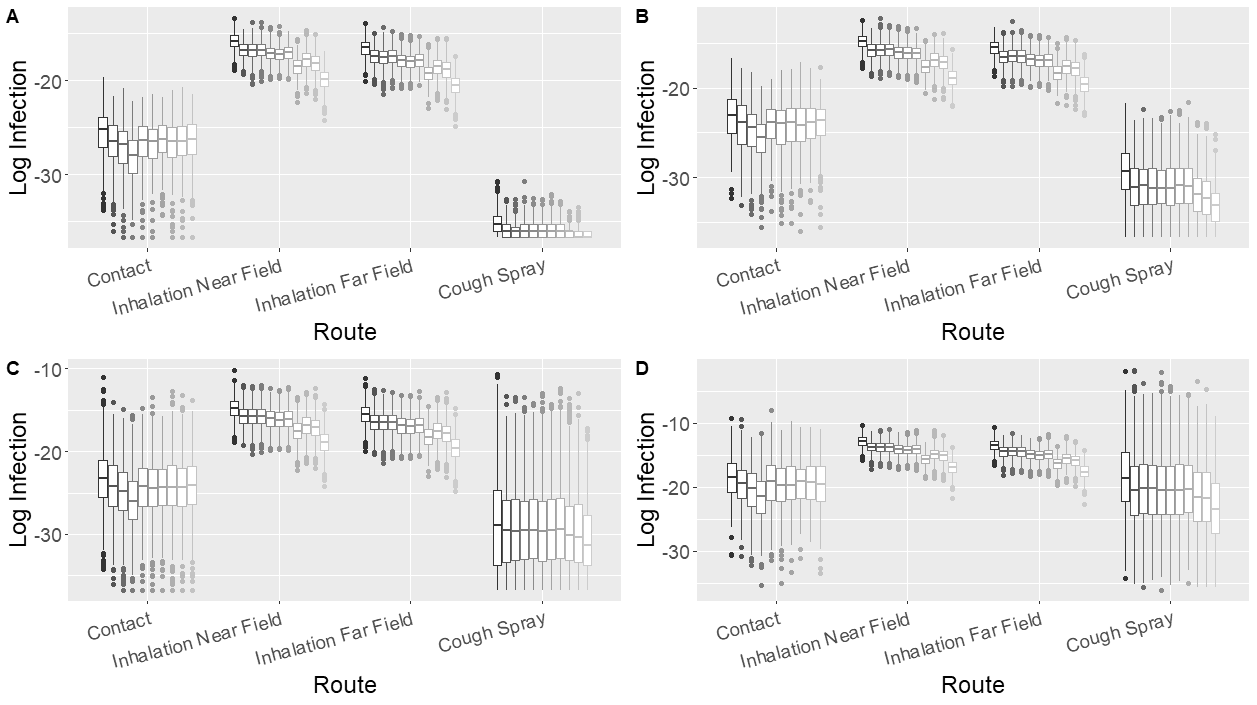 A
-20
-30
Log Infection
Contact
Inhalation Near Field
Inhalation Far Field
Cough Spray
Route
B
-20
-30
Log Infection
Contact
Inhalation Near Field
Inhalation Far Field
Cough Spray
Route
C
-10
-20
-30
Log Infection
Contact
Inhalation Near Field
Inhalation Far Field
Cough Spray
Route
D
-10
-20
-30
Log Infection
Contact
Inhalation Near Field
Inhalation Far Field
Cough Spray
Route